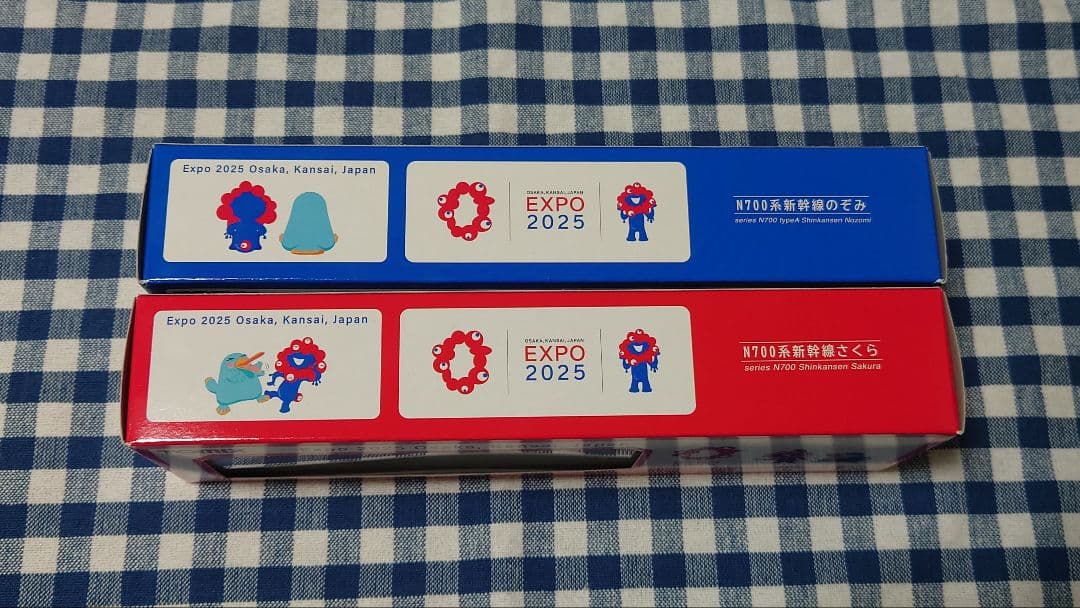 Expo 2025 Osaka, Kansai, Japan
OSAKA, KANSAI, JAPAN
EXPO
2025
N700系新幹線のぞみ
series N700 typeA Shinkansen Nozomi
Expo 2025 Osaka, Kansai, Japan
OSAKA, KANSAI, JAPAN
EXPO
2025
N700系新幹線さくら
series N700 Shinkansen Sakura